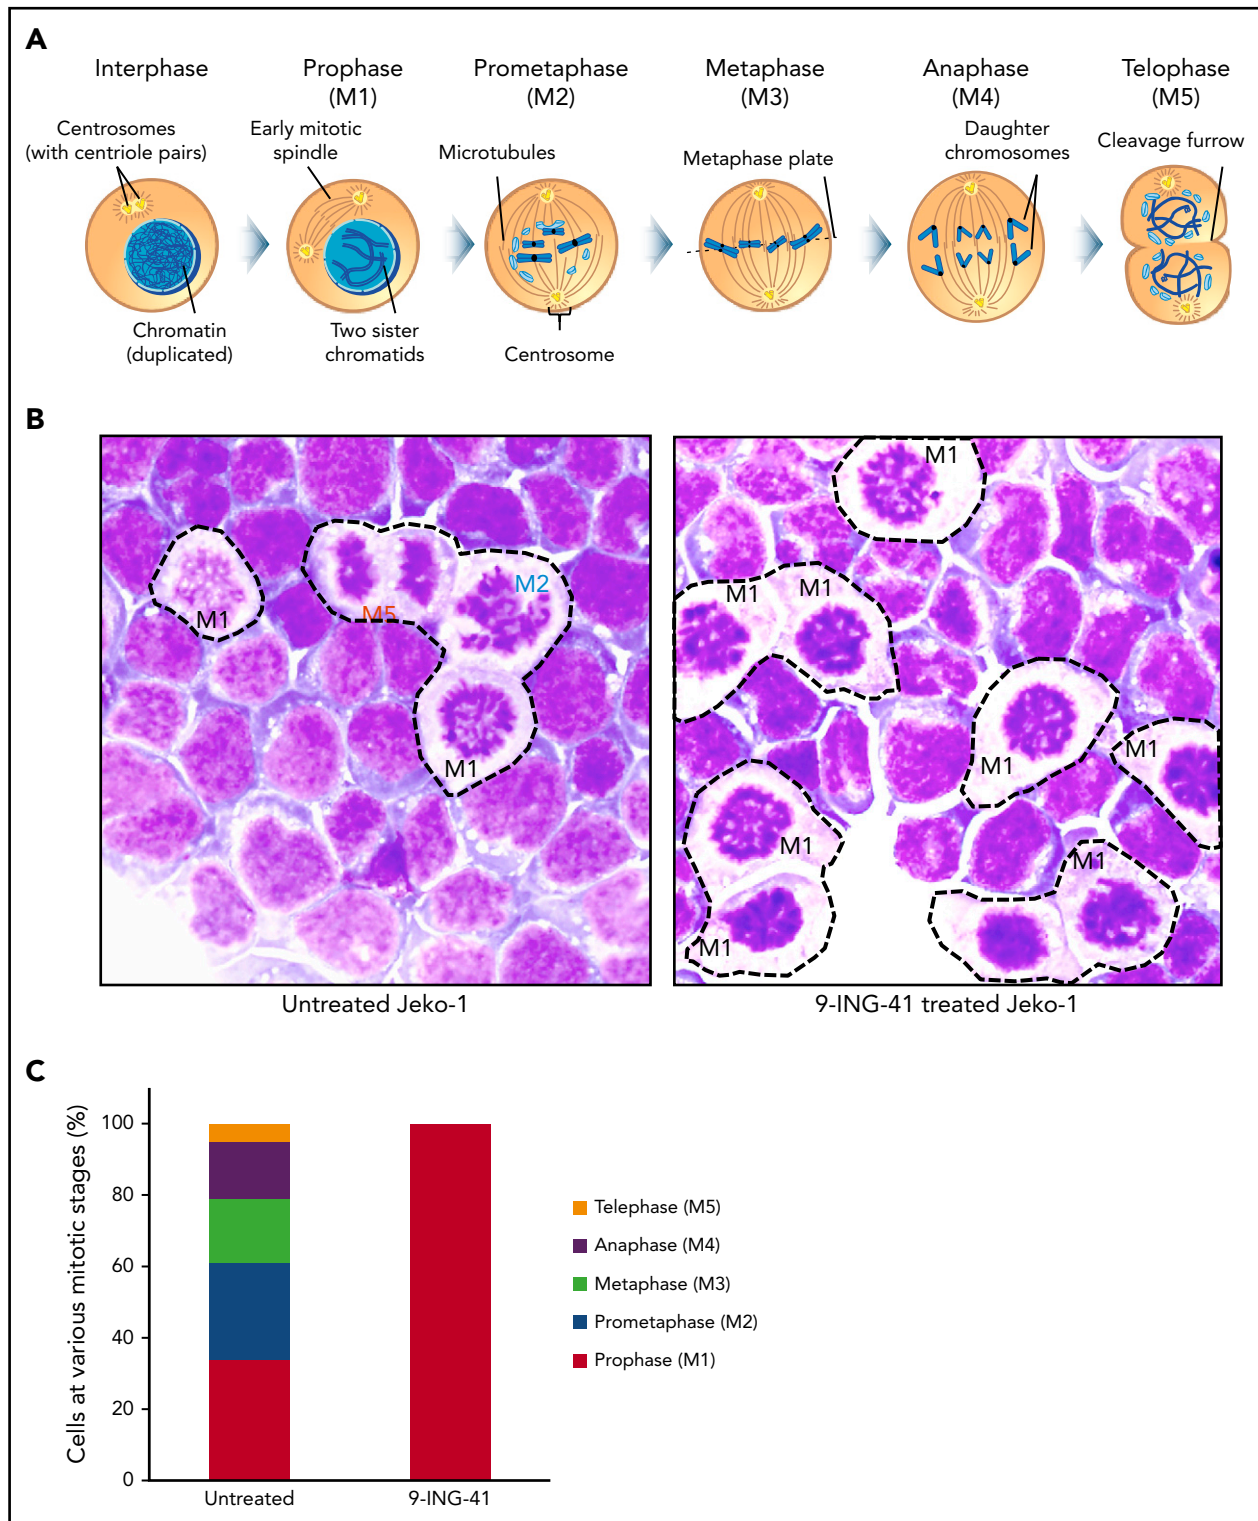 A
Interphase
Prophase
(M1)
Prometaphase
(M2)
Metaphase
(M3)
Anaphase
(M4)
Telophase
(M5)
Centrosomes
(with centriole pairs)
Early mitotic
spindle
Microtubules
Metaphase plate
Daughter
chromosomes
Cleavage furrow
Chromatin
(duplicated)
Two sister
chromatids
Centrosome
B
M1
M5
M2
M1
M1
M1
M1
M1
M1
M1
M1
M1
Untreated Jeko-1
9-ING-41 treated Jeko-1
C
Cells at various mitotic stages (%)
100
80
60
40
20
0
Untreated
9-ING-41
Telephase (M5)
Anaphase (M4)
Metaphase (M3)
Prometaphase (M2)
Prophase (M1)